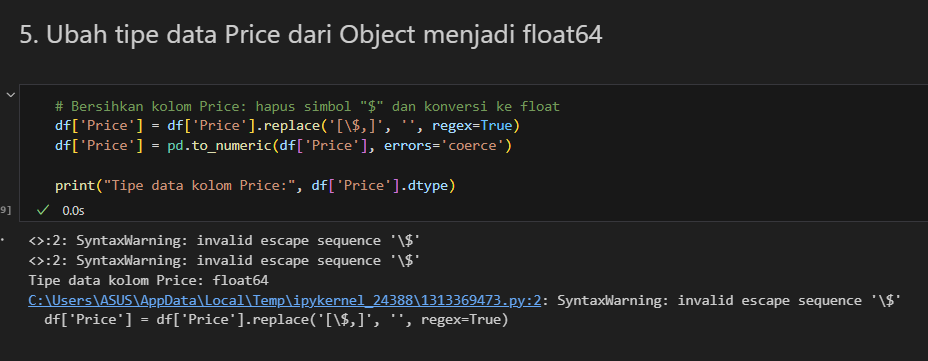 5. Ubah tipe data Price dari Object menjadi float64
# Bersihkan kolom Price: hapus simbol "$" dan konversi ke float
df['Price'] = df['Price'].replace('[\$,]', '', regex=True)
df['Price'] = pd.to_numeric(df['Price'], errors='coerce')
print("Tipe data kolom Price:", df['Price'].dtype)
9]
0.0s
<>:2: SyntaxWarning: invalid escape sequence '\$'
<>:2: SyntaxWarning: invalid escape sequence '\$'
Tipe data kolom Price: float64
C:\Users\ASUS\AppData\Local\Temp\ipykernel_24388\1313369473.py:2: SyntaxWarning: invalid escape sequence '\$'
df['Price'] = df['Price'].replace('[\$,]', '', regex=True)